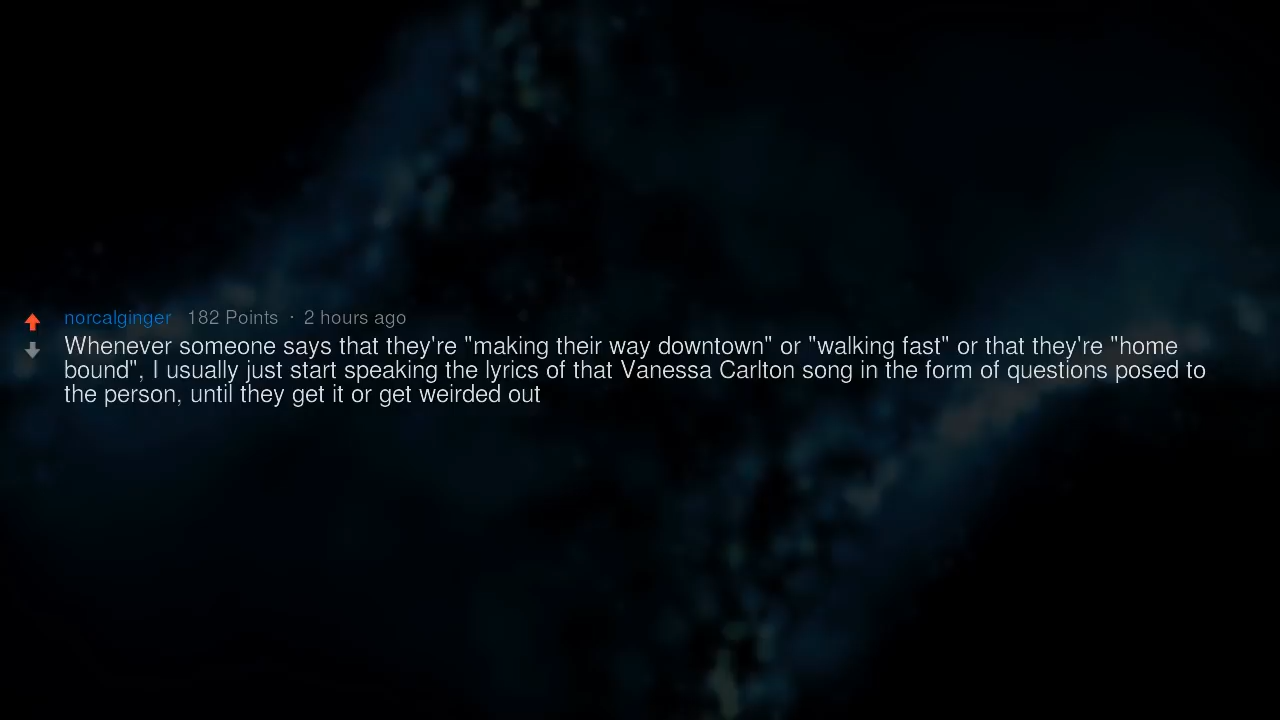 norcalginger 182 Points · 2 hours ago
Whenever someone says that they're "making their way downtown" or "walking fast" or that they're "home
bound", I usually just start speaking the lyrics of that Vanessa Carlton song in the form of questions posed to
the person, until they get it or get weirded out